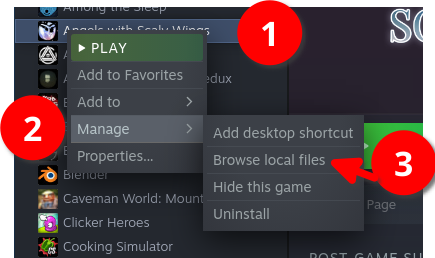 Among the Sleep
Angels with Scaly Wings
1
SO
PLAY
A
Add to Favorites
edux
Add to
2
Manage
Add desktop shortcut
Browse local files
3
Properties...
Blender
Hide this game
Caverman World: Mount
Page
Uninstall
Clicker Heroes
Cooking Simulator
POST-GAME SU